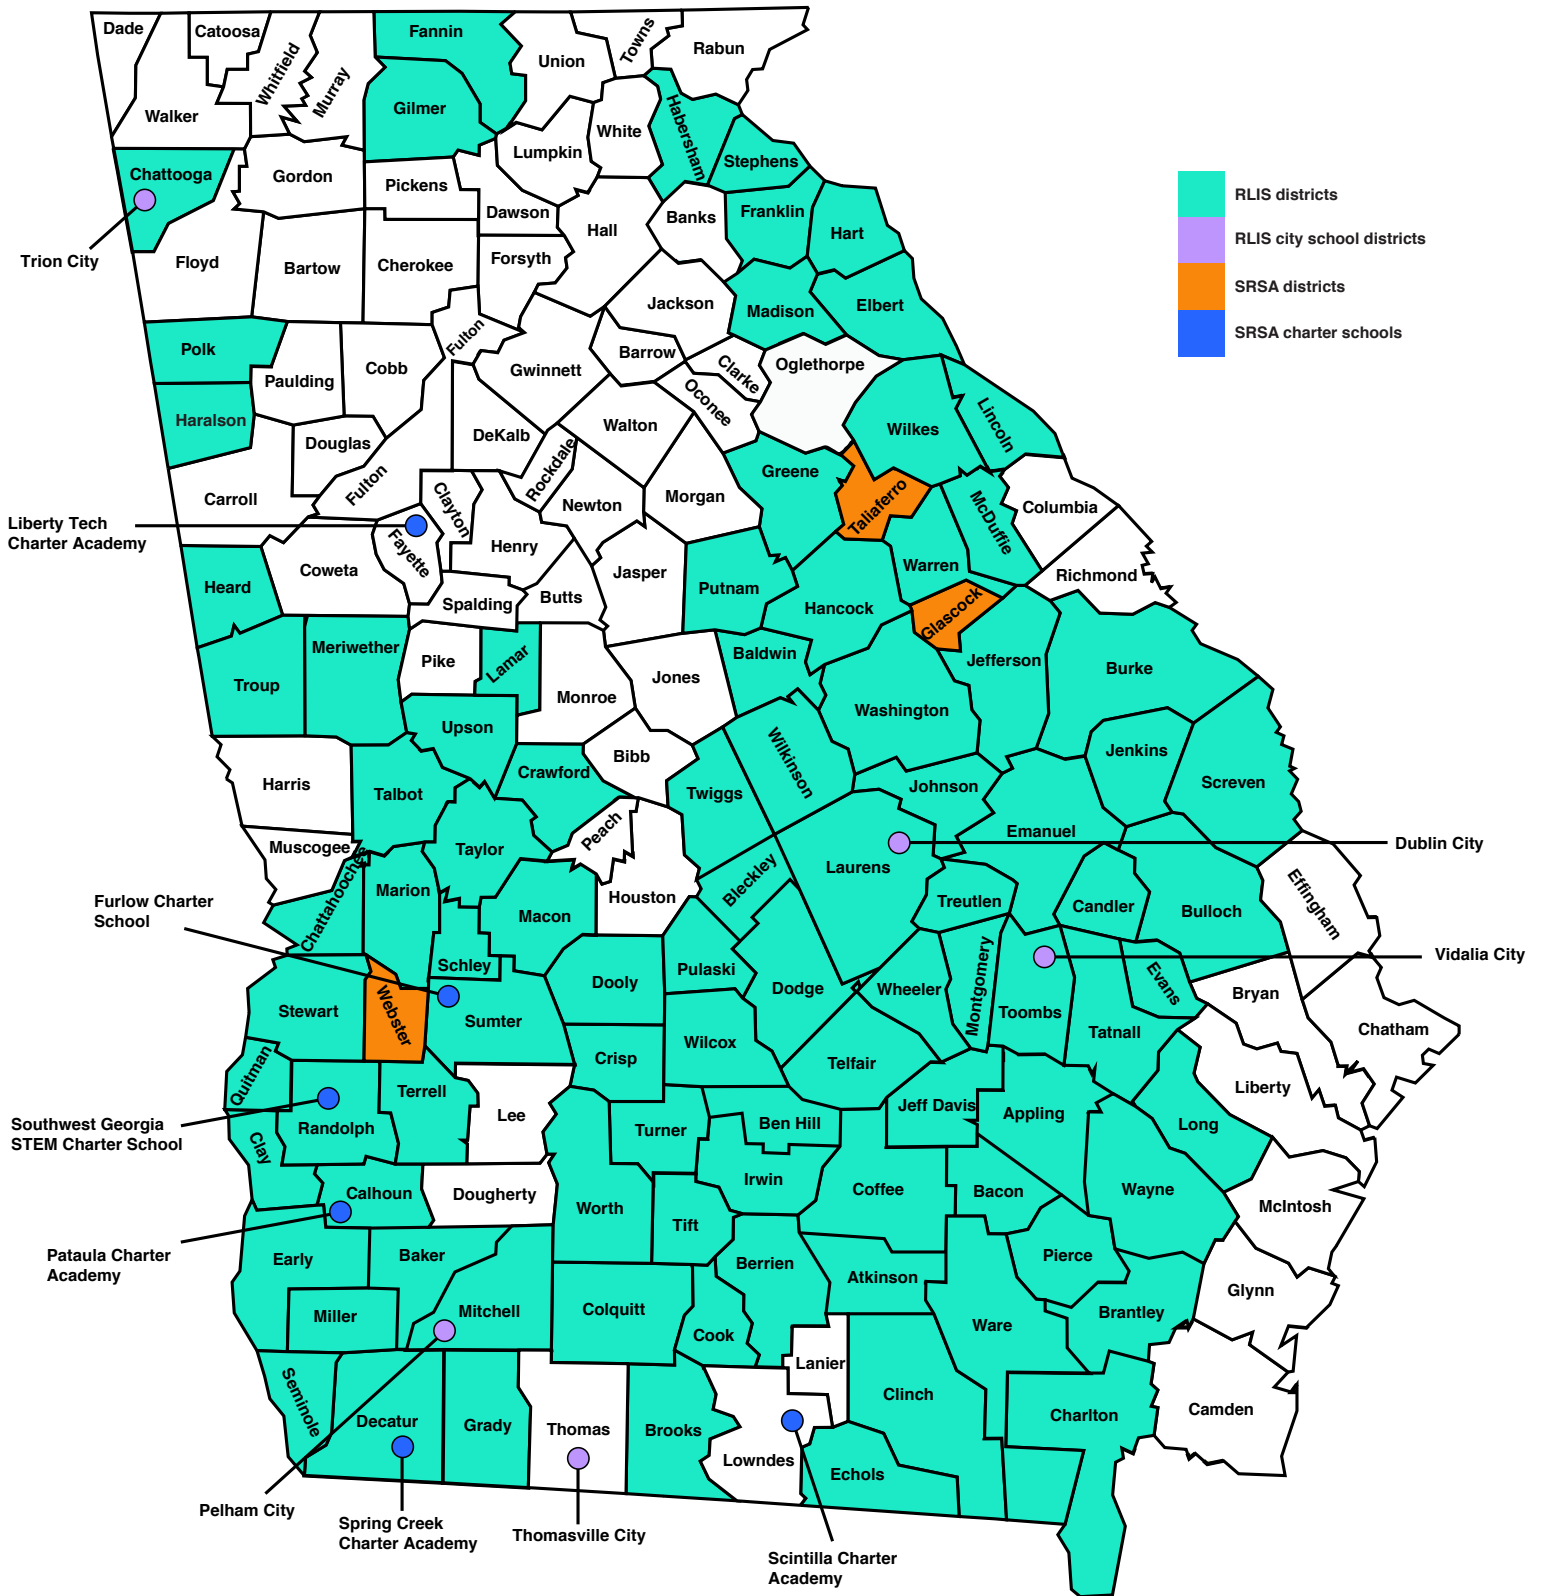 Dade
Catoosa
Whitfield
Murray
Fannin
Union
Towns
Rabun
Walker
Gilmer
White
Habersham
Lumpkin
Stephens
Chattooga
Gordon
Pickens
Dawson
Banks
Franklin
Hart
Hall
Trion City
Floyd
Bartow
Cherokee
Forsyth
Jackson
Madison
Elbert
RLIS districts
RLIS city school districts
SRSA districts
SRSA charter schools
Polk
Paulding
Cobb
Fulton
Gwinnett
Barrow
Clarke
Oconee
Oglethorpe
Haralson
Douglas
DeKalb
Walton
Wilkes
Lincoln
Carroll
Fulton
Clayton
Rockdale
Newton
Morgan
Greene
Taliaferro
McDuffie
Columbia
Liberty Tech
Charter Academy
Fayette
Henry
Coweta
Heard
Spalding
Butts
Jasper
Putnam
Hancock
Warren
Glascock
Richmond
Troup
Meriwether
Pike
Lamar
Monroe
Jones
Baldwin
Jefferson
Burke
Washington
Upson
Bibb
Wilkinson
Jenkins
Screven
Harris
Talbot
Crawford
Twiggs
Johnson
Emanuel
Muscogee
Taylor
Peach
Laurens
Dublin City
Chattahoochee
Marion
Macon
Houston
Bleckley
Treutlen
Candler
Bulloch
Effingham
Furlow Charter
School
Schley
Dooly
Pulaski
Dodge
Wheeler
Montgomery
Toombs
Vidalia City
Evans
Tatnall
Bryan
Chatham
Stewart
Webster
Sumter
Crisp
Wilcox
Telfair
Quitman
Terrell
Lee
Jeff Davis
Appling
Liberty
Southwest Georgia
STEM Charter School
Randolph
Clay
Turner
Ben Hill
Long
Calhoun
Dougherty
Worth
Irwin
Coffee
Bacon
Wayne
McIntosh
Tift
Pataula Charter
Academy
Early
Baker
Berrien
Pierce
Atkinson
Glynn
Miller
Mitchell
Colquitt
Cook
Ware
Brantley
Lanier
Clinch
Seminole
Decatur
Grady
Thomas
Brooks
Lowndes
Echols
Charlton
Camden
Pelham City
Spring Creek
Charter Academy
Thomasville City
Scintilla Charter
Academy